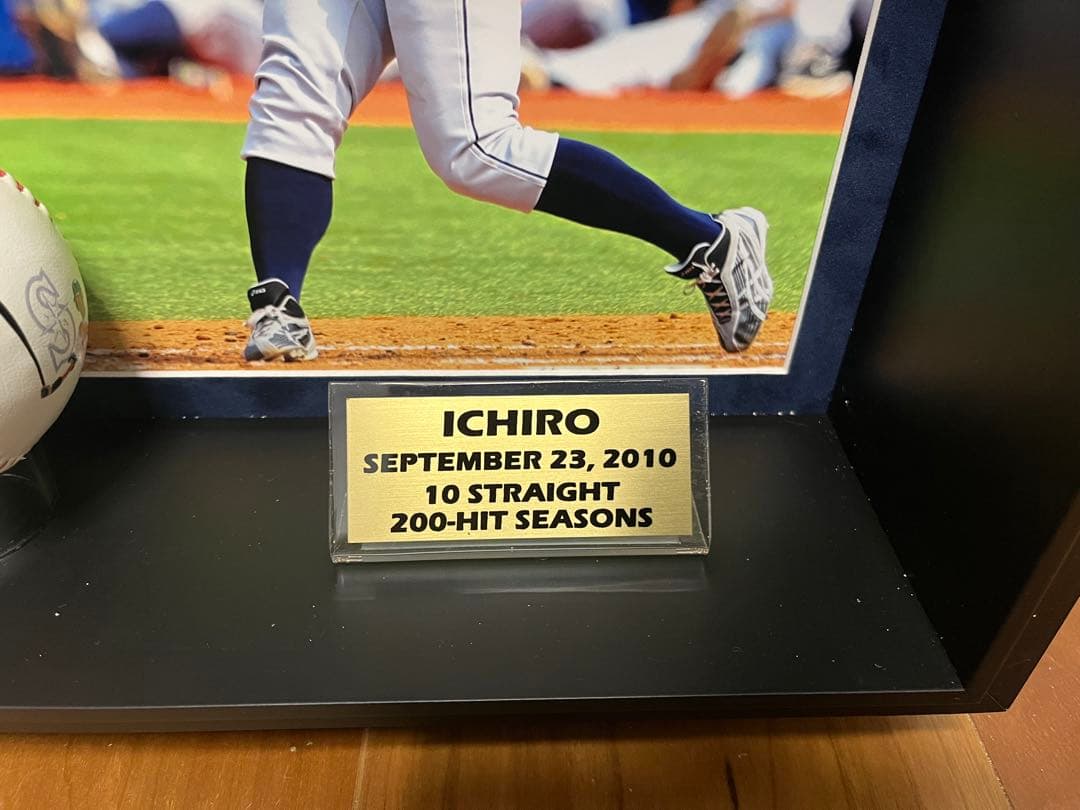 ICHIRO
SEPTEMBER 23, 2010
10 STRAIGHT
200-HIT SEASONS